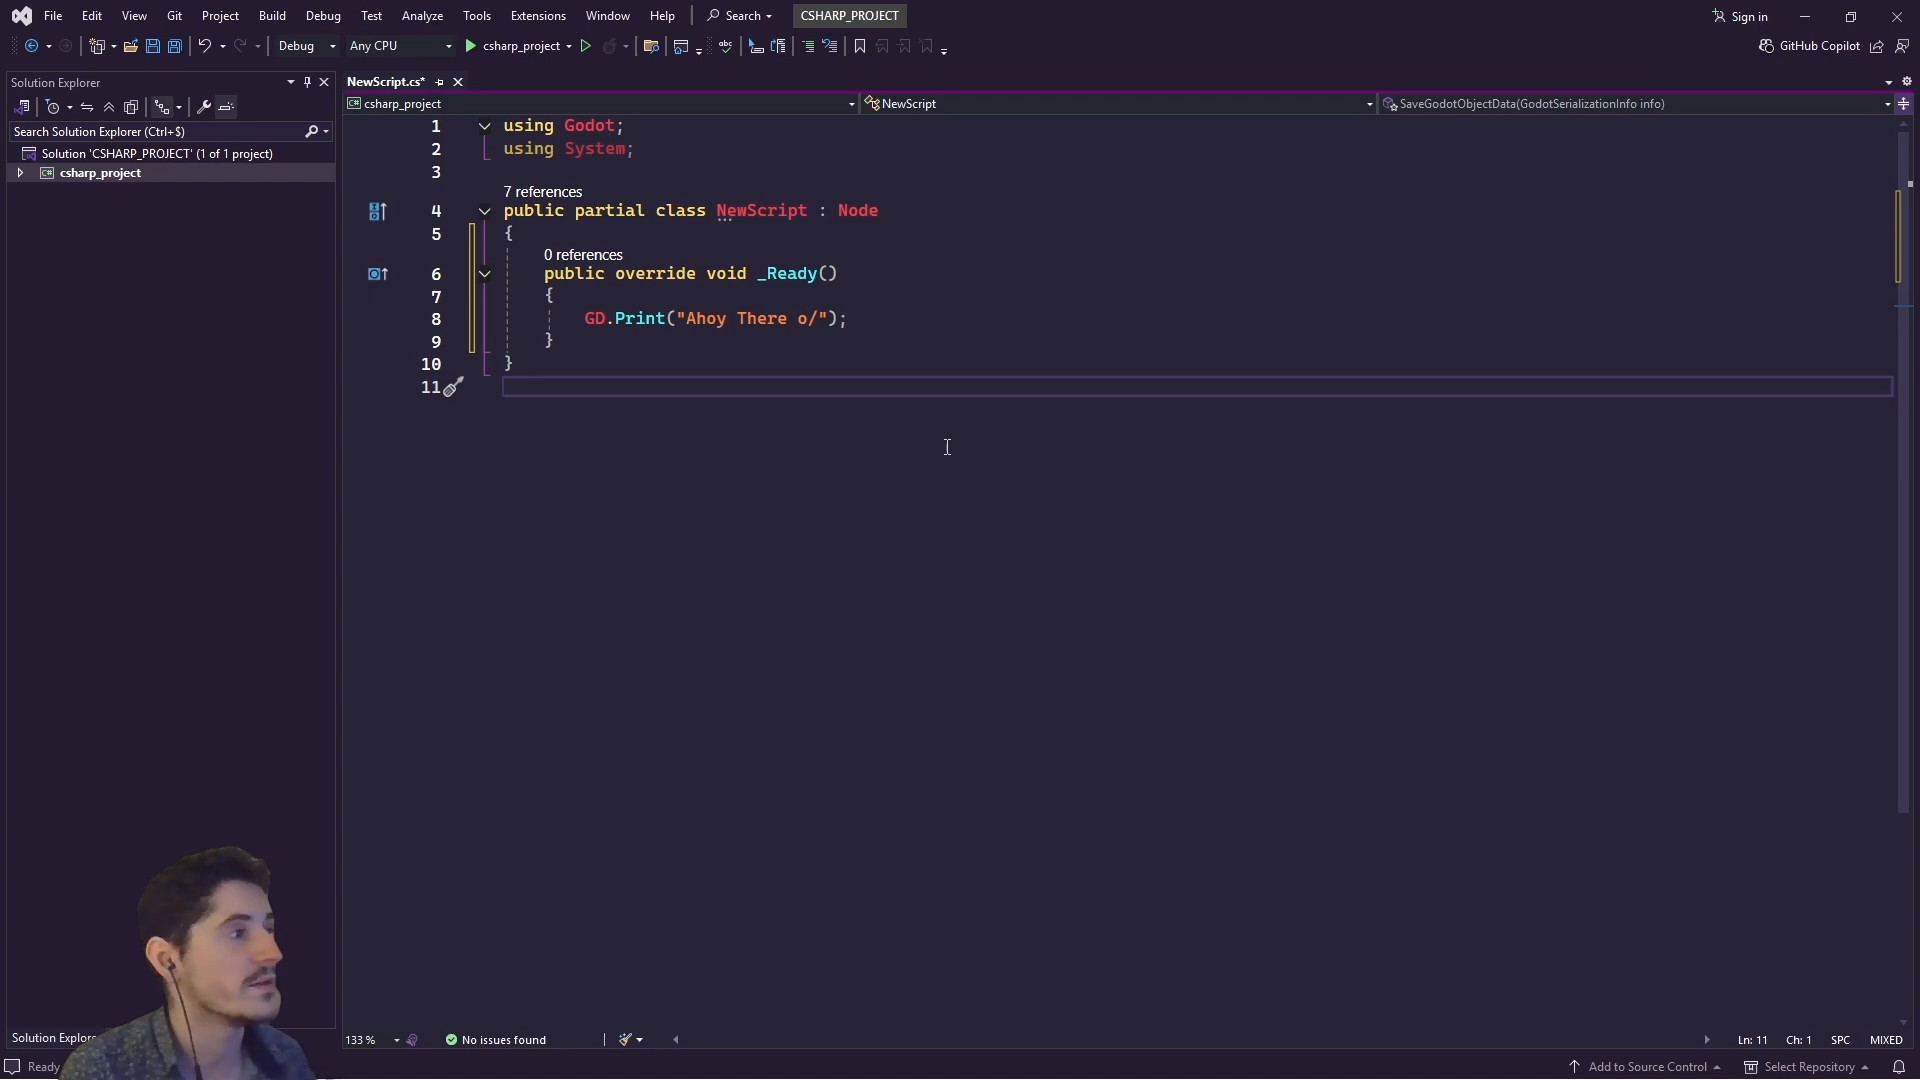 File Edit View Git Project Build Debug Test Analyze Tools Extensions Window Help Search CSHARP_PROJECT Sign in
Debug Any CPU csharp_project GitHub Copilot
Solution Explorer
Search Solution Explorer (Ctrl+$)
Solution 'CSHARP_PROJECT' (1 of 1 project)
csharp_project
NewScript.cs*
csharp_project NewScript SaveGodotObjectData(GodotSerializationInfo info)
1 using Godot;
2 using System;
3
7 references
4 public partial class NewScript : Node
5 {
0 references
6 public override void _Ready()
7 {
8 GD.Print("Ahoy There o/");
9 }
10 }
11
133 % No issues found Ln: 11 Ch: 1 SPC MIXED
Solution Explore
Ready Add to Source Control Select Repository